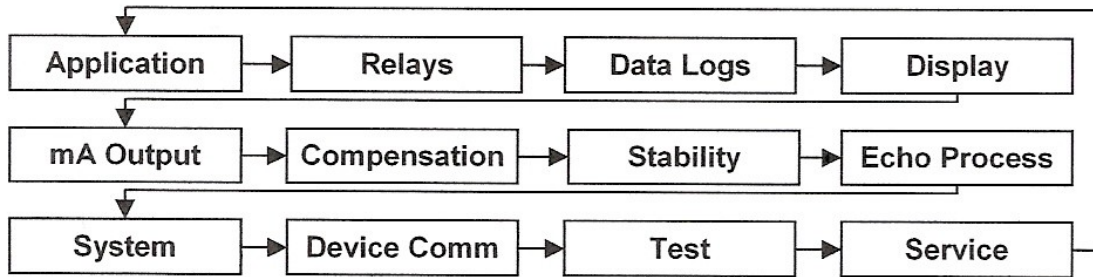 Application
Relays
Data Logs
Display
mA Output
Compensation
Stability
Echo Process
System
Device Comm
Test
Service